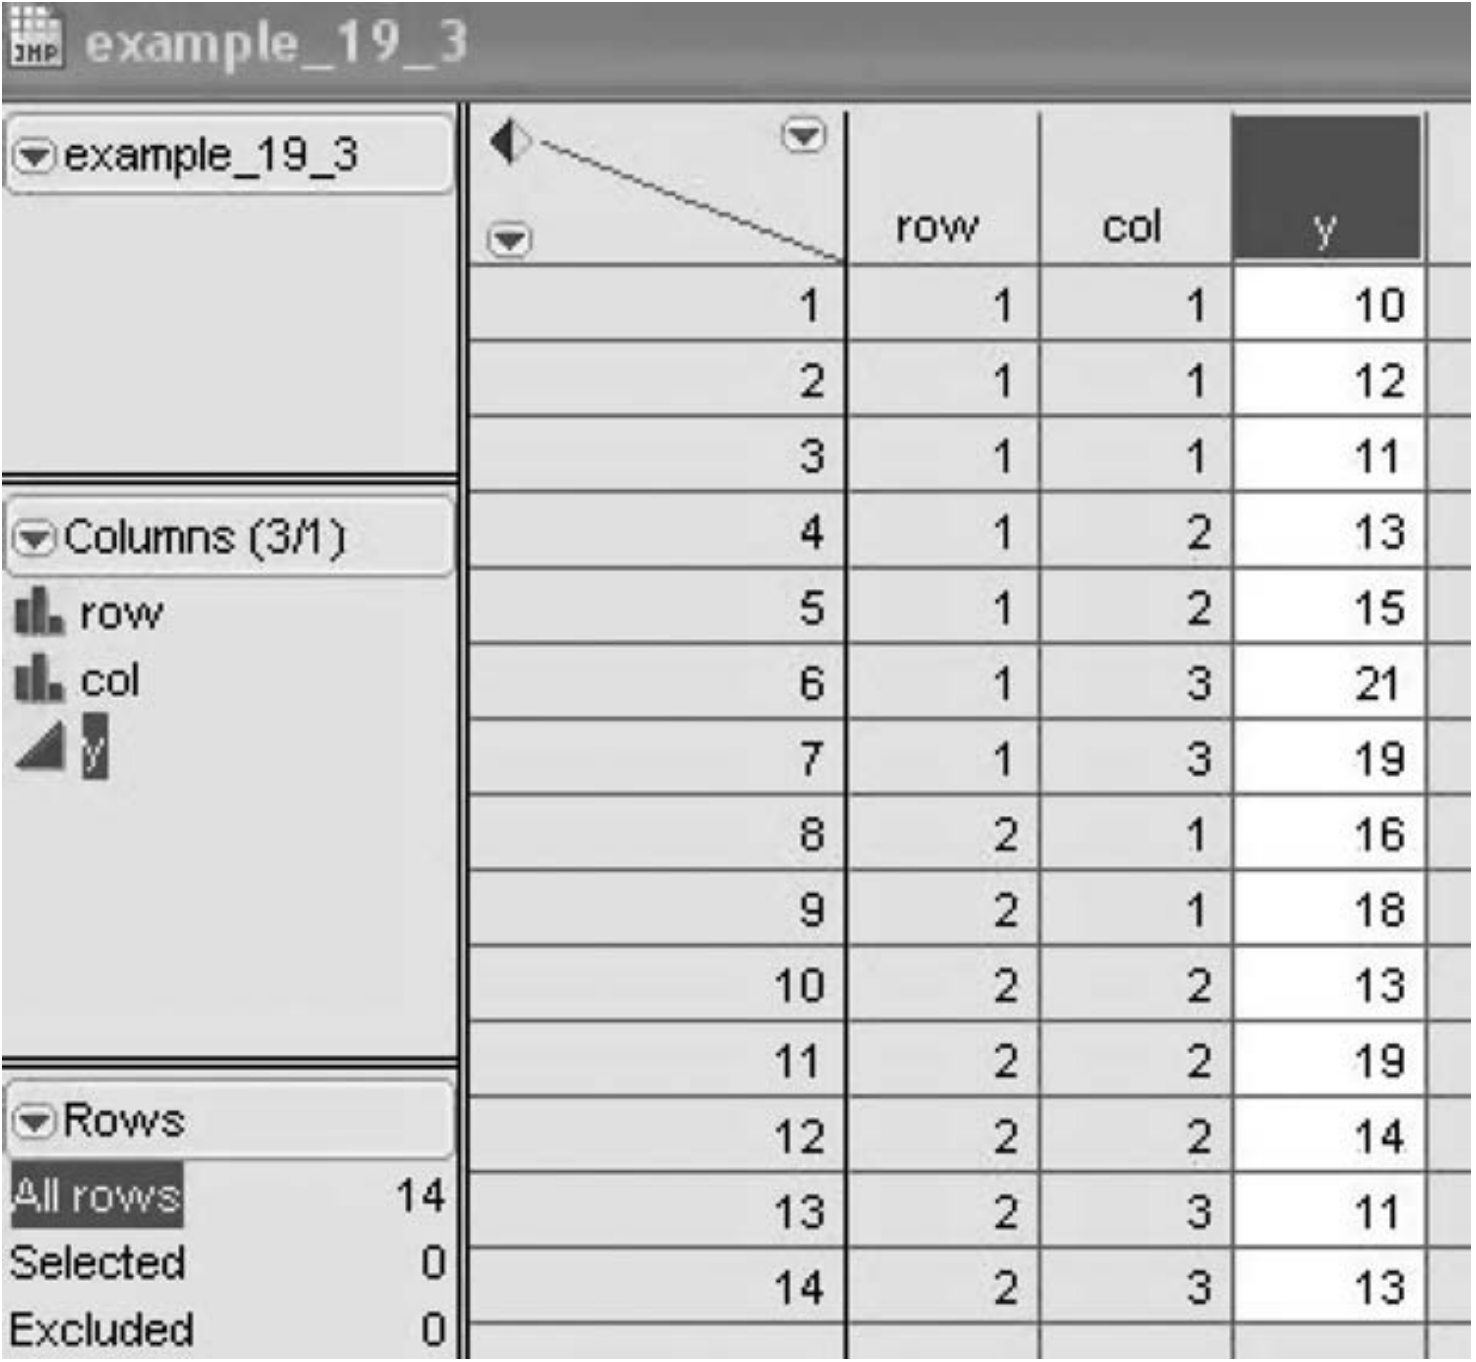 JMP example_19_3
example_19_3
Columns (3/1)
row
col
y
Rows
All rows 14
Selected 0
Excluded 0
row col y
1 1 1 10
2 1 1 12
3 1 1 11
4 1 2 13
5 1 2 15
6 1 3 21
7 1 3 19
8 2 1 16
9 2 1 18
10 2 2 13
11 2 2 19
12 2 2 14
13 2 3 11
14 2 3 13